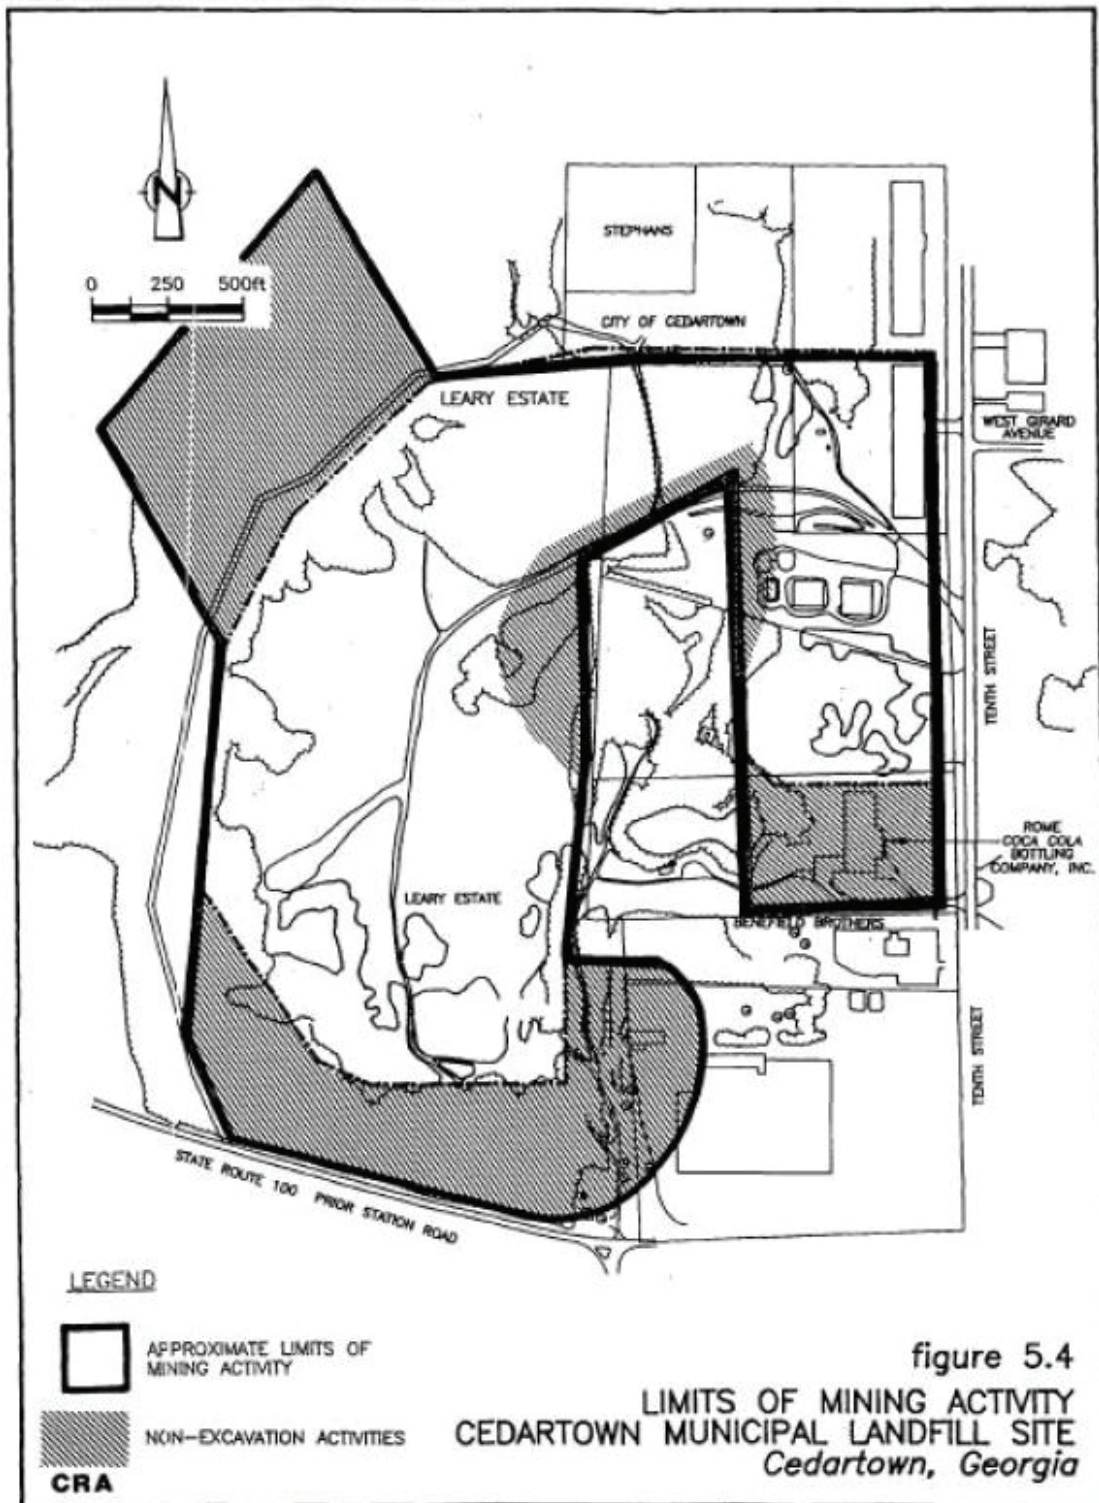 N
0 250 500ft
STEPHANS
CITY OF CEDARTOWN
LEARY ESTATE
WEST GIRARD
AVENUE
TENTH STREET
ROME
COCA COLA
BOTTLING
COMPANY, INC.
LEARY ESTATE
BENEFIELD BROTHERS
TENTH STREET
STATE ROUTE 100 PRIOR STATION ROAD
LEGEND
APPROXIMATE LIMITS OF
MINING ACTIVITY
NON-EXCAVATION ACTIVITIES
CRA
figure 5.4
LIMITS OF MINING ACTIVITY
CEDARTOWN MUNICIPAL LANDFILL SITE
Cedartown, Georgia